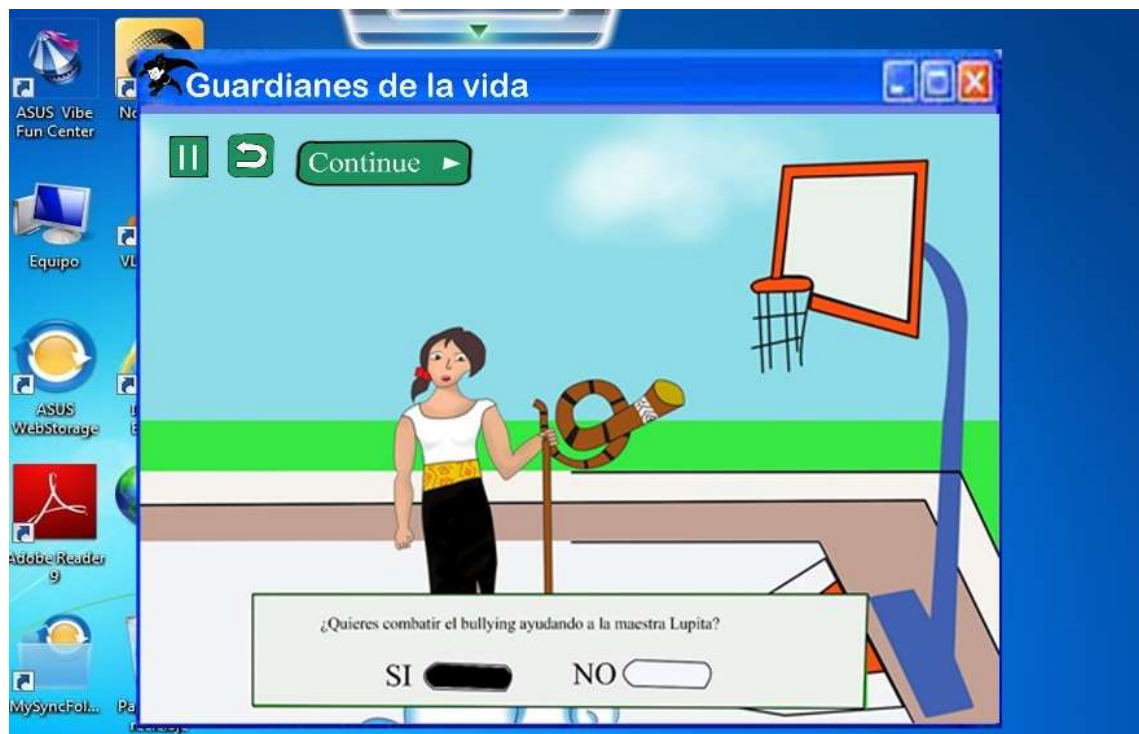 Guardianes de la vida
Continue
¿Quieres combatir el bullying ayudando a la maestra Lupita?
SI NO
ASUS Vibe
Fun Center
Equipo
ASUS
WebStorage
Adobe Reader
9
MySyncFol...